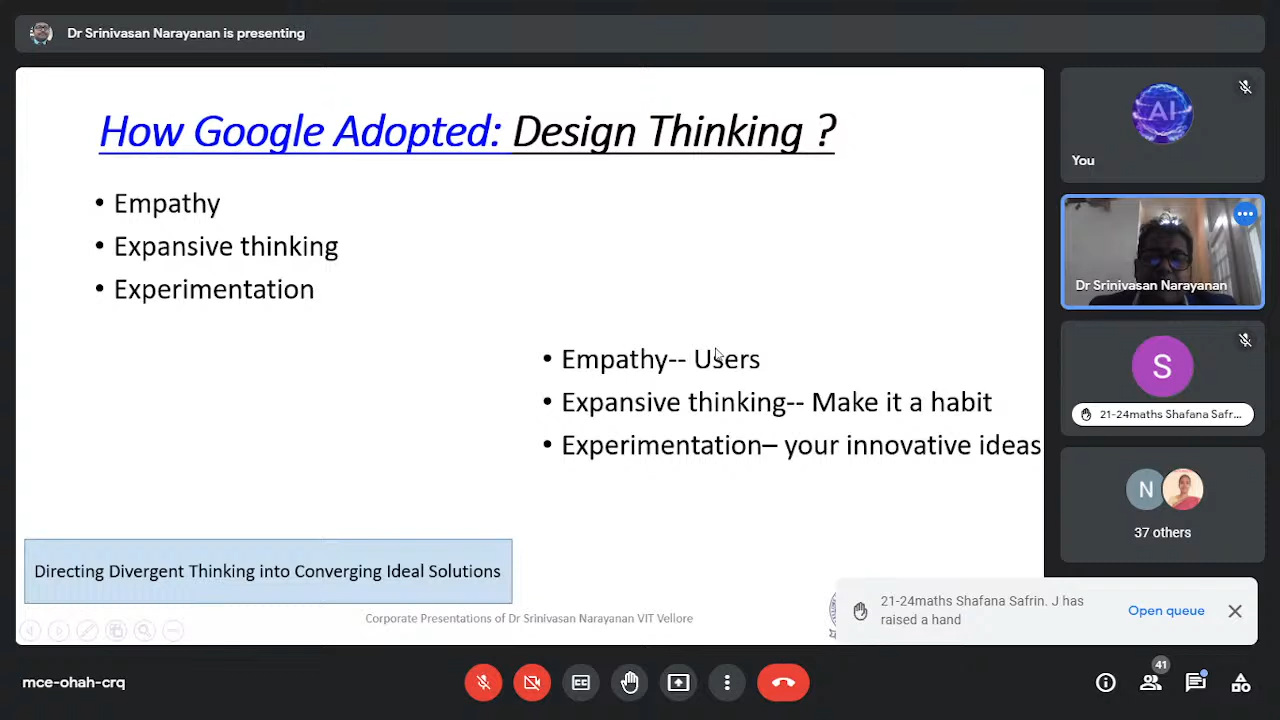 Dr Srinivasan Narayanan is presenting
How Google Adopted: Design Thinking ?
• Empathy
• Expansive thinking
• Experimentation
• Empathy-- Users
• Expansive thinking-- Make it a habit
• Experimentation– your innovative ideas
Directing Divergent Thinking into Converging Ideal Solutions
Corporate Presentations of Dr Srinivasan Narayanan VIT Vellore
AI
You
Dr Srinivasan Narayanan
S
21-24maths Shafana Safr...
N
37 others
21-24maths Shafana Safrin. J has
raised a hand
Open queue
mce-ohah-crq
CC
41